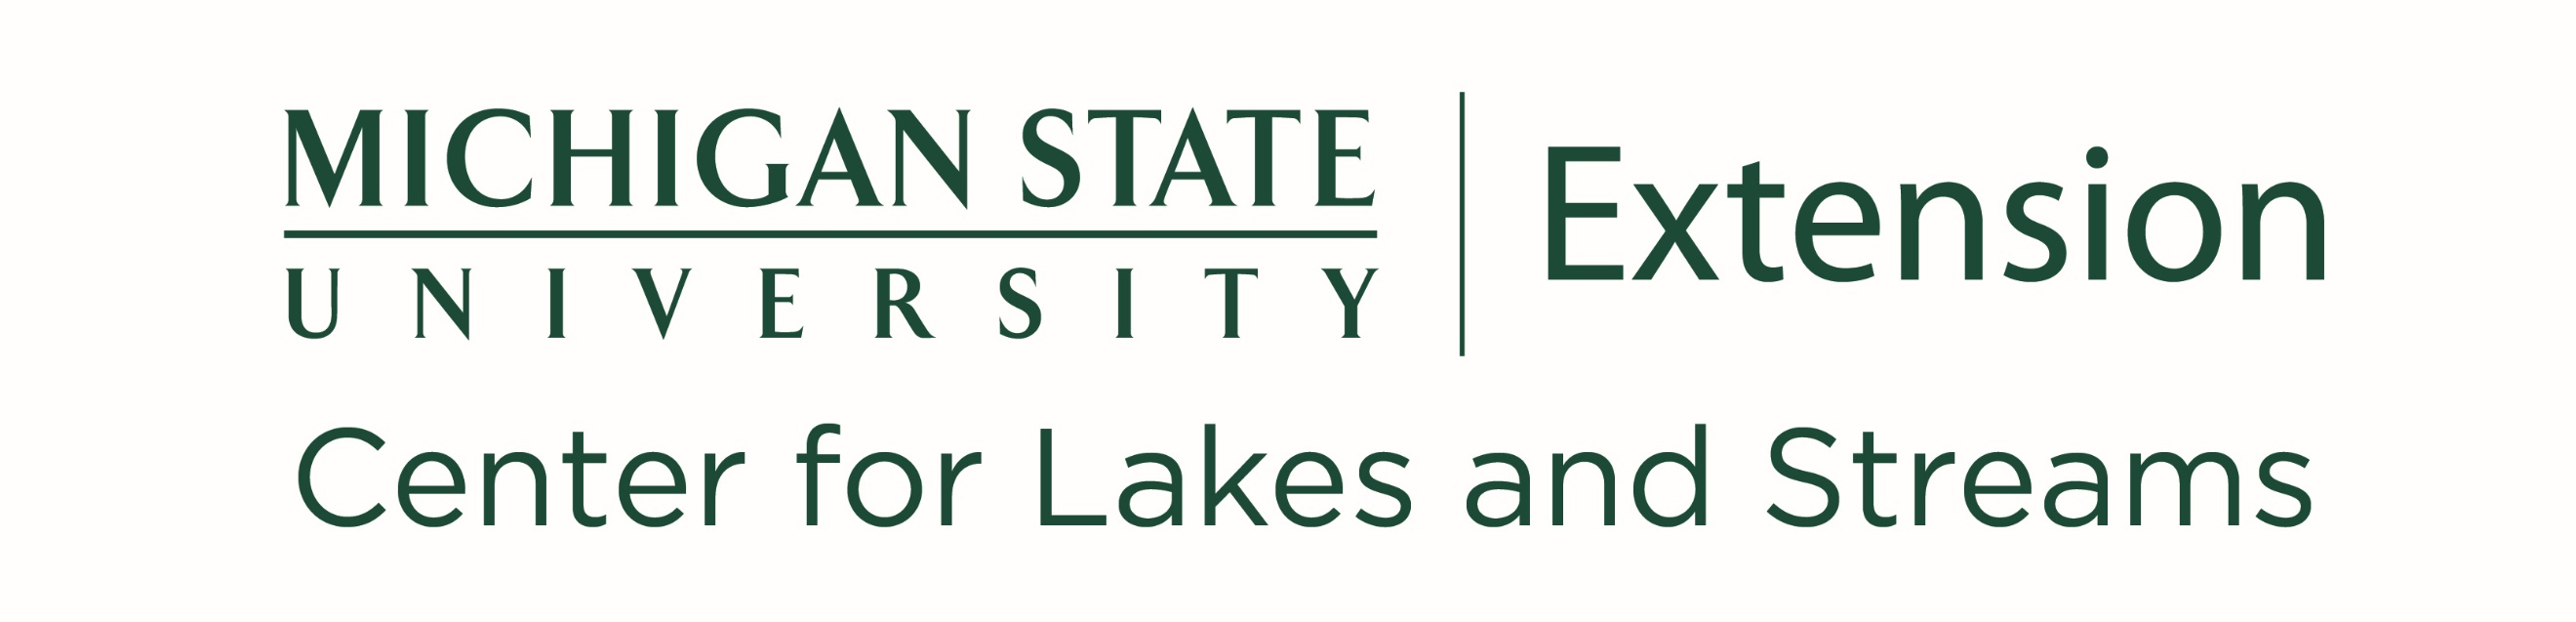 MICHIGAN STATE
UNIVERSITY
Extension
Center for Lakes and Streams